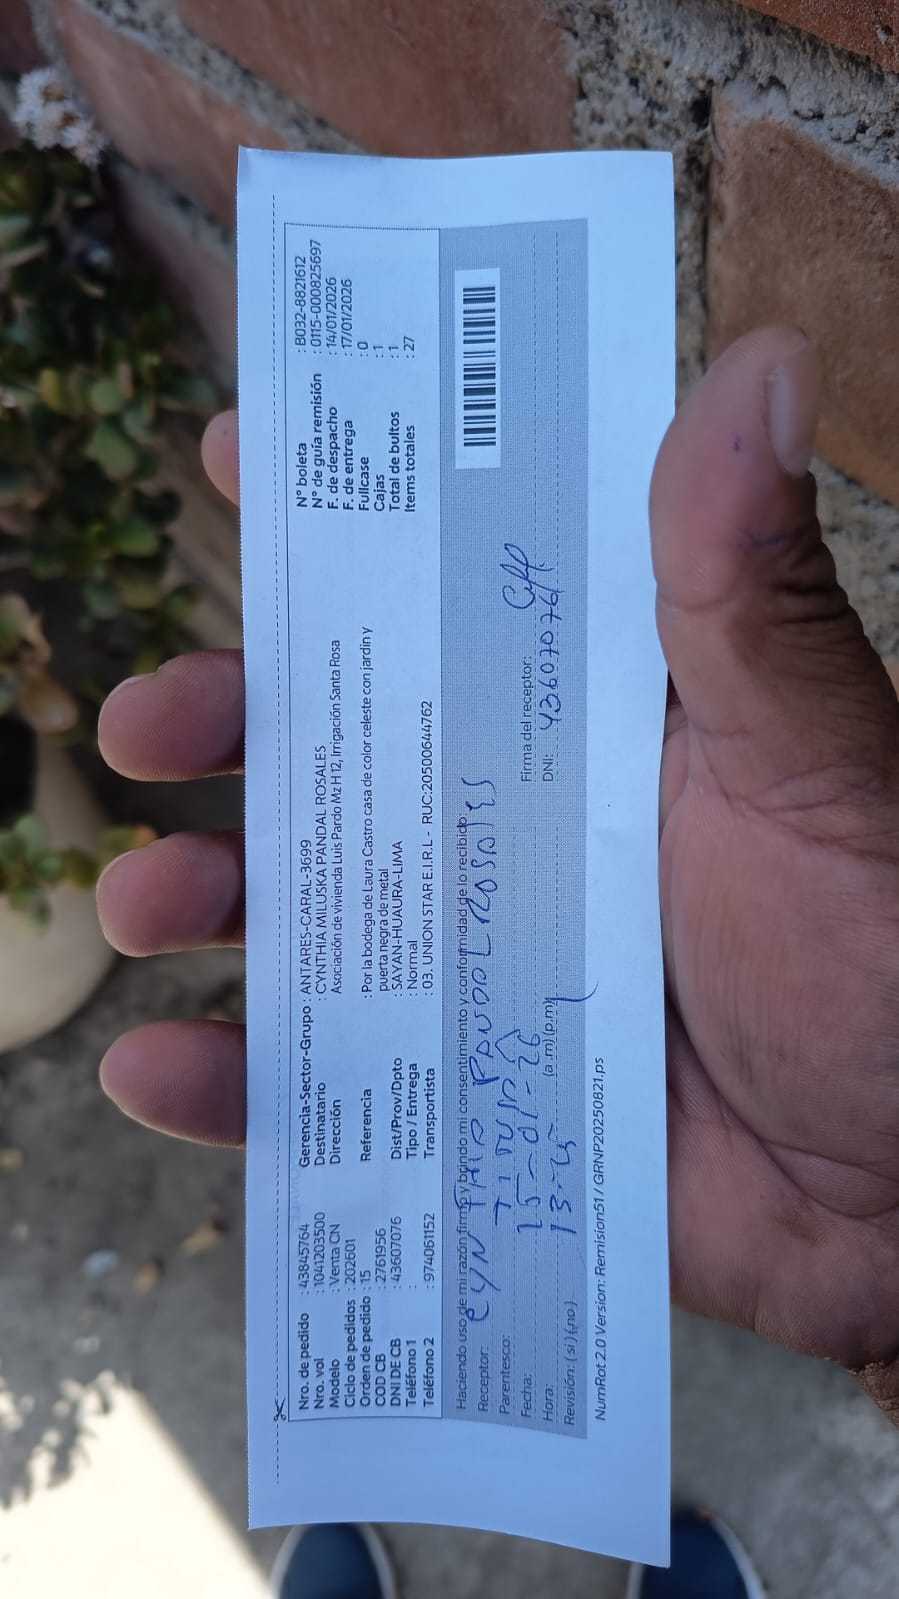 Nro. de pedido : 43845764
Nro. vol : 1041203500
Modelo : Venta CN
Ciclo de pedidos : 202601
Orden de pedido : 15
COD CB : 2761956
DNI DE CB : 43607076
Teléfono 1 :
Teléfono 2 : 974061152
Gerencia-Sector-Grupo : ANTARES-CARAL-3699
Destinatario : CYNTHIA MILUSKA PANDAL ROSALES
Dirección Asociación de vivienda Luis Pardo Mz H 12, Irrigación Santa Rosa
Referencia : Por la bodega de Laura Castro casa de color celeste con jardín y
puerta negra de metal
Dist/Prov/Dpto : SAYAN-HUAURA-LIMA
Tipo / Entrega : Normal
Transportista : 03. UNION STAR E.I.R.L - RUC:20500644762
N° boleta : B032-8821612
N° de guía remisión : 0115-000825697
F. de despacho : 14/01/2026
F. de entrega : 17/01/2026
Fullcase : 0
Cajas : 1
Total de bultos : 1
Items totales : 27
Haciendo uso de mi razón firmo y brindo mi consentimiento y conformidad de lo recibido
Receptor: CYNTHIA PANDAL ROSALES
Parentesco: TITULAR
Fecha: 15-01-26
Hora: 13:25 (a.m) (p.m)
Revisión: ( si ) ( no )
Firma del receptor:
DNI: 43607076
NumRot 2.0 Version: Remision51 / GRNP20250821.ps